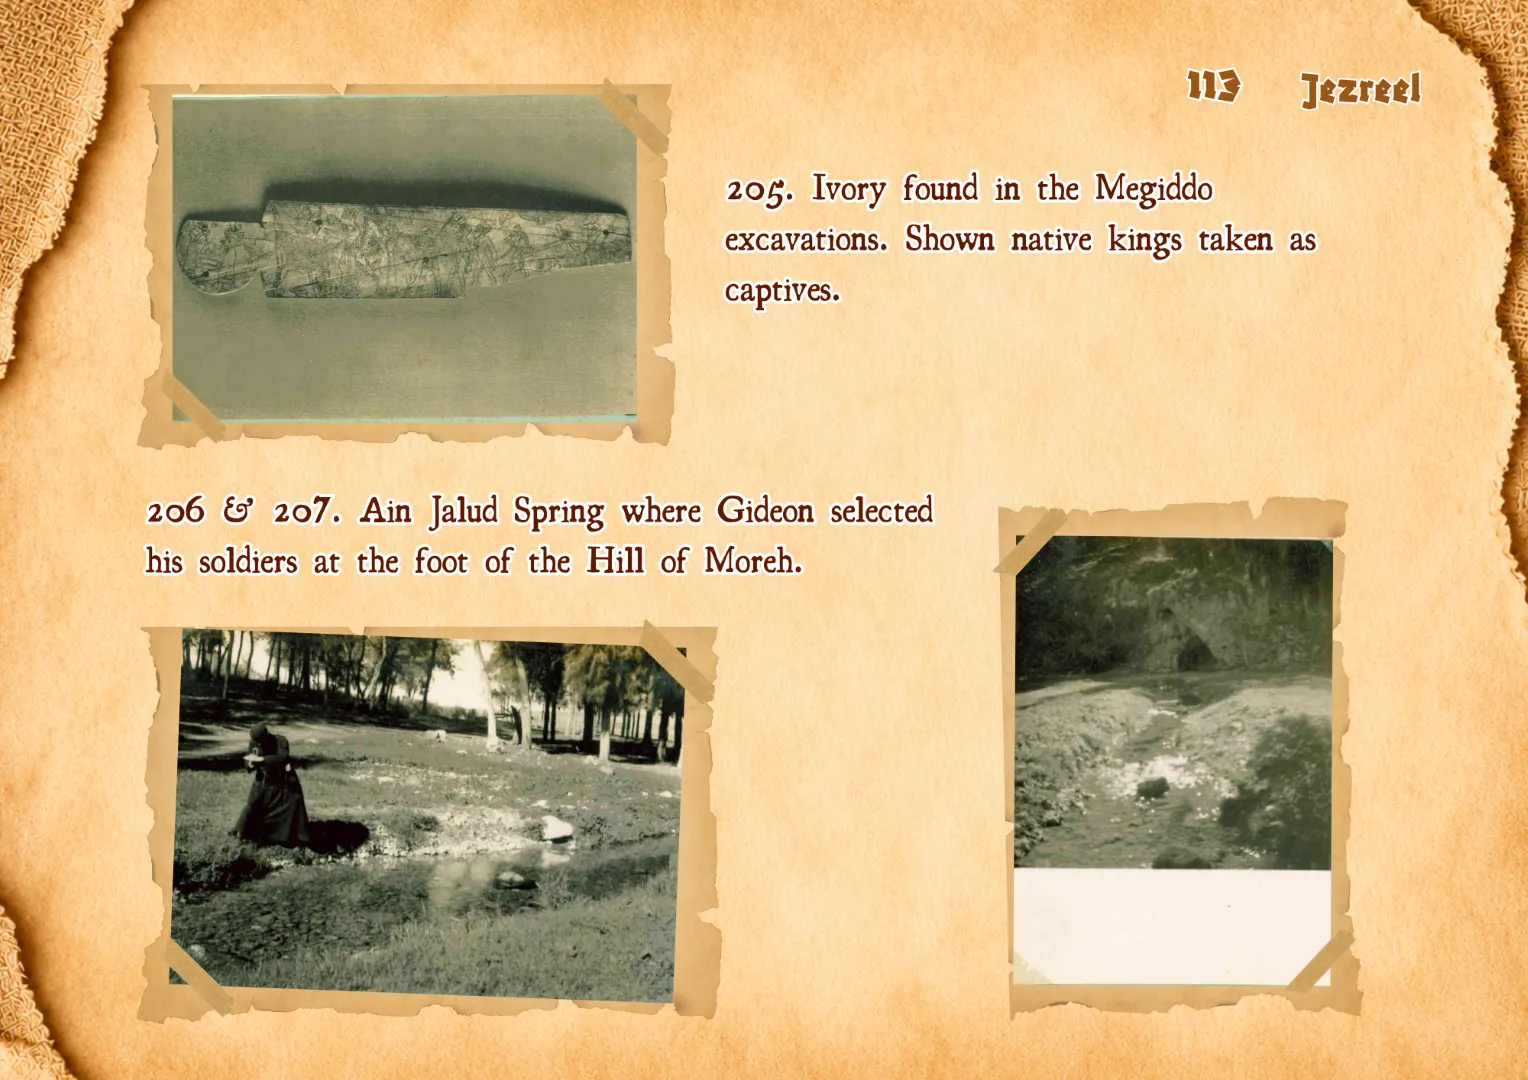 113 Jezreel
205. Ivory found in the Megiddo
excavations. Shown native kings taken as
captives.
206 & 207. Ain Jalud Spring where Gideon selected
his soldiers at the foot of the Hill of Moreh.